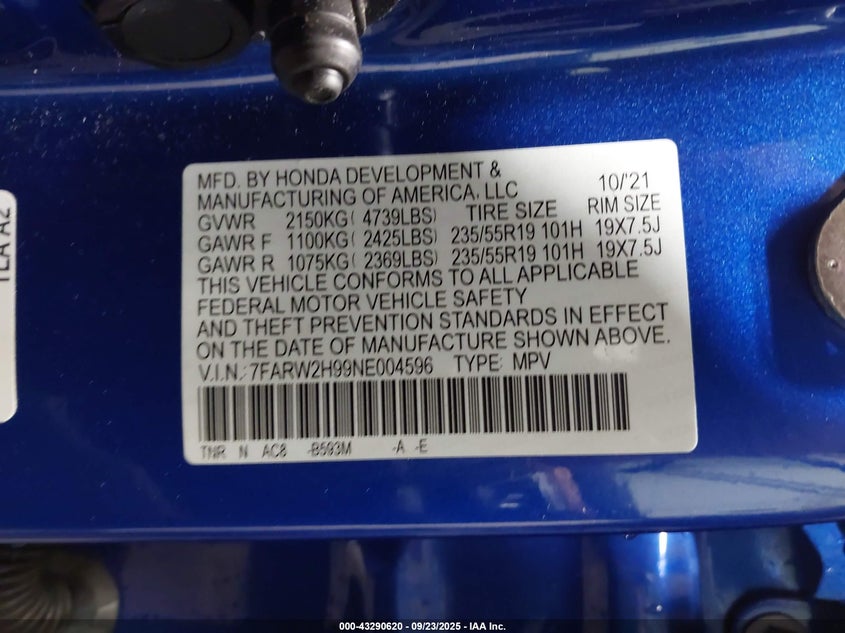 MFD. BY HONDA DEVELOPMENT &
MANUFACTURING OF AMERICA, LLC 10/'21
GVWR 2150KG( 4739LBS) TIRE SIZE RIM SIZE
GAWR F 1100KG( 2425LBS) 235/55R19 101H 19X7.5J
GAWR R 1075KG( 2369LBS) 235/55R19 101H 19X7.5J
THIS VEHICLE CONFORMS TO ALL APPLICABLE
FEDERAL MOTOR VEHICLE SAFETY
AND THEFT PREVENTION STANDARDS IN EFFECT
ON THE DATE OF MANUFACTURE SHOWN ABOVE.
V.I.N.: 7FARW2H99NE004596 TYPE: MPV
TNR N AC8 -B593M -A -E
TLA A2
000-43290620 - 09/23/2025 - IAA Inc.